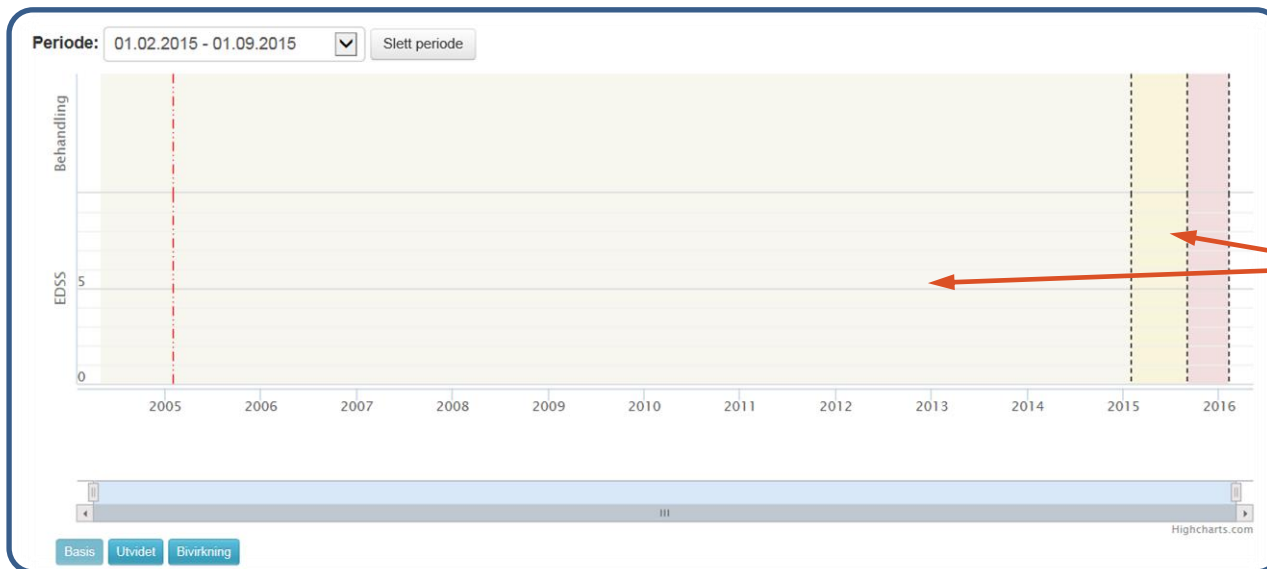 Periode: 01.02.2015 - 01.09.2015 Slett periode
Behandling
EDSS
5
0
2005 2006 2007 2008 2009 2010 2011 2012 2013 2014 2015 2016
Highcharts.com
Basis Utvidet Bivirkning